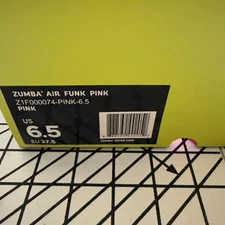 ZUMBA® AIR FUNK PINK
Z1F000074-PINK-6.5
PINK
US
6.5
EU 37.5